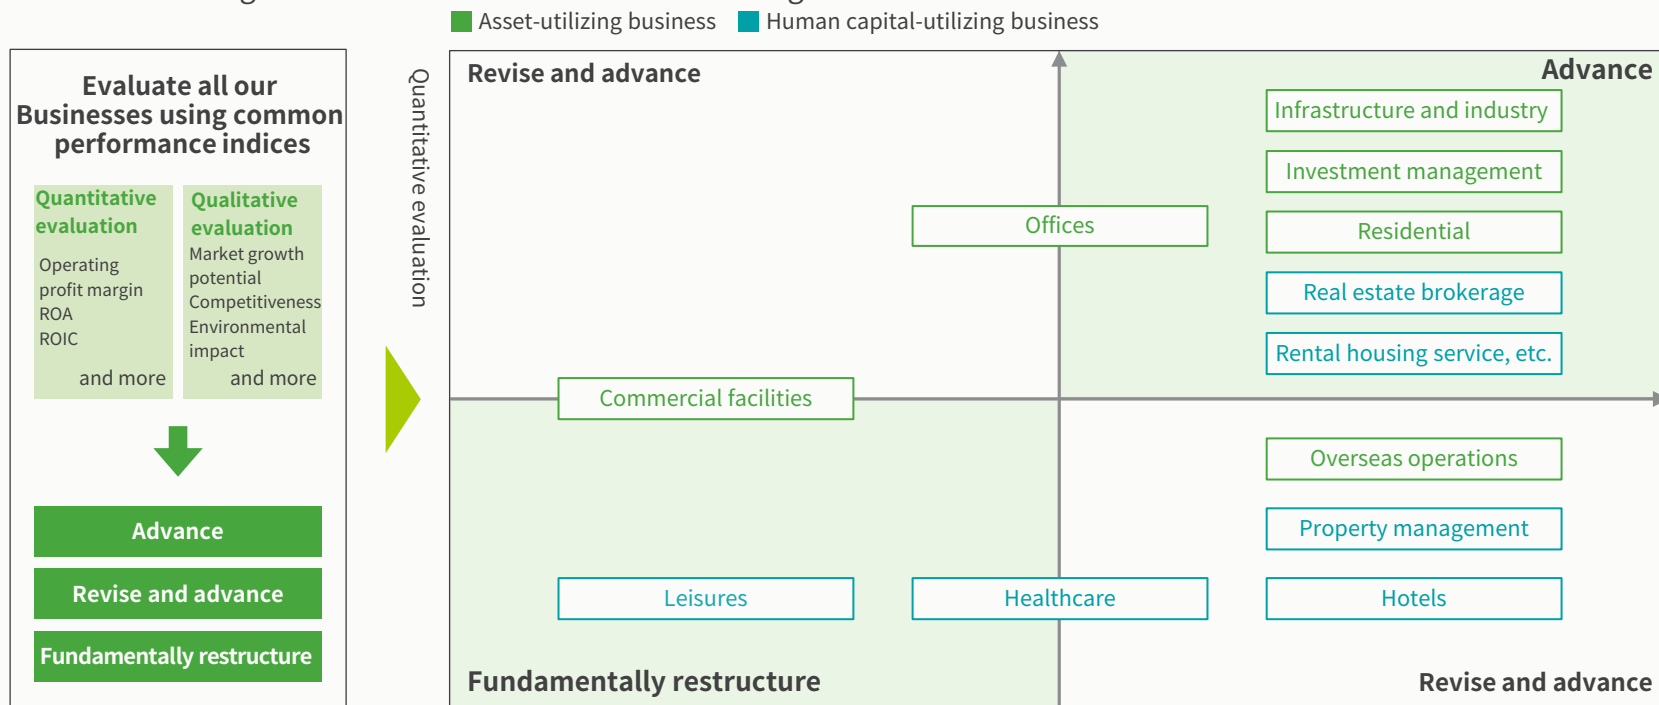 Asset-utilizing business
Human capital-utilizing business
Evaluate all our
Businesses using common
performance indices
Quantitative
evaluation
Operating
profit margin
ROA
ROIC
and more
Qualitative
evaluation
Market growth
potential
Competitiveness
Environmental
impact
and more
Advance
Revise and advance
Fundamentally restructure
Quantitative evaluation
Revise and advance
Advance
Infrastructure and industry
Investment management
Offices
Residential
Real estate brokerage
Rental housing service, etc.
Commercial facilities
Overseas operations
Property management
Leisures
Healthcare
Hotels
Fundamentally restructure
Revise and advance